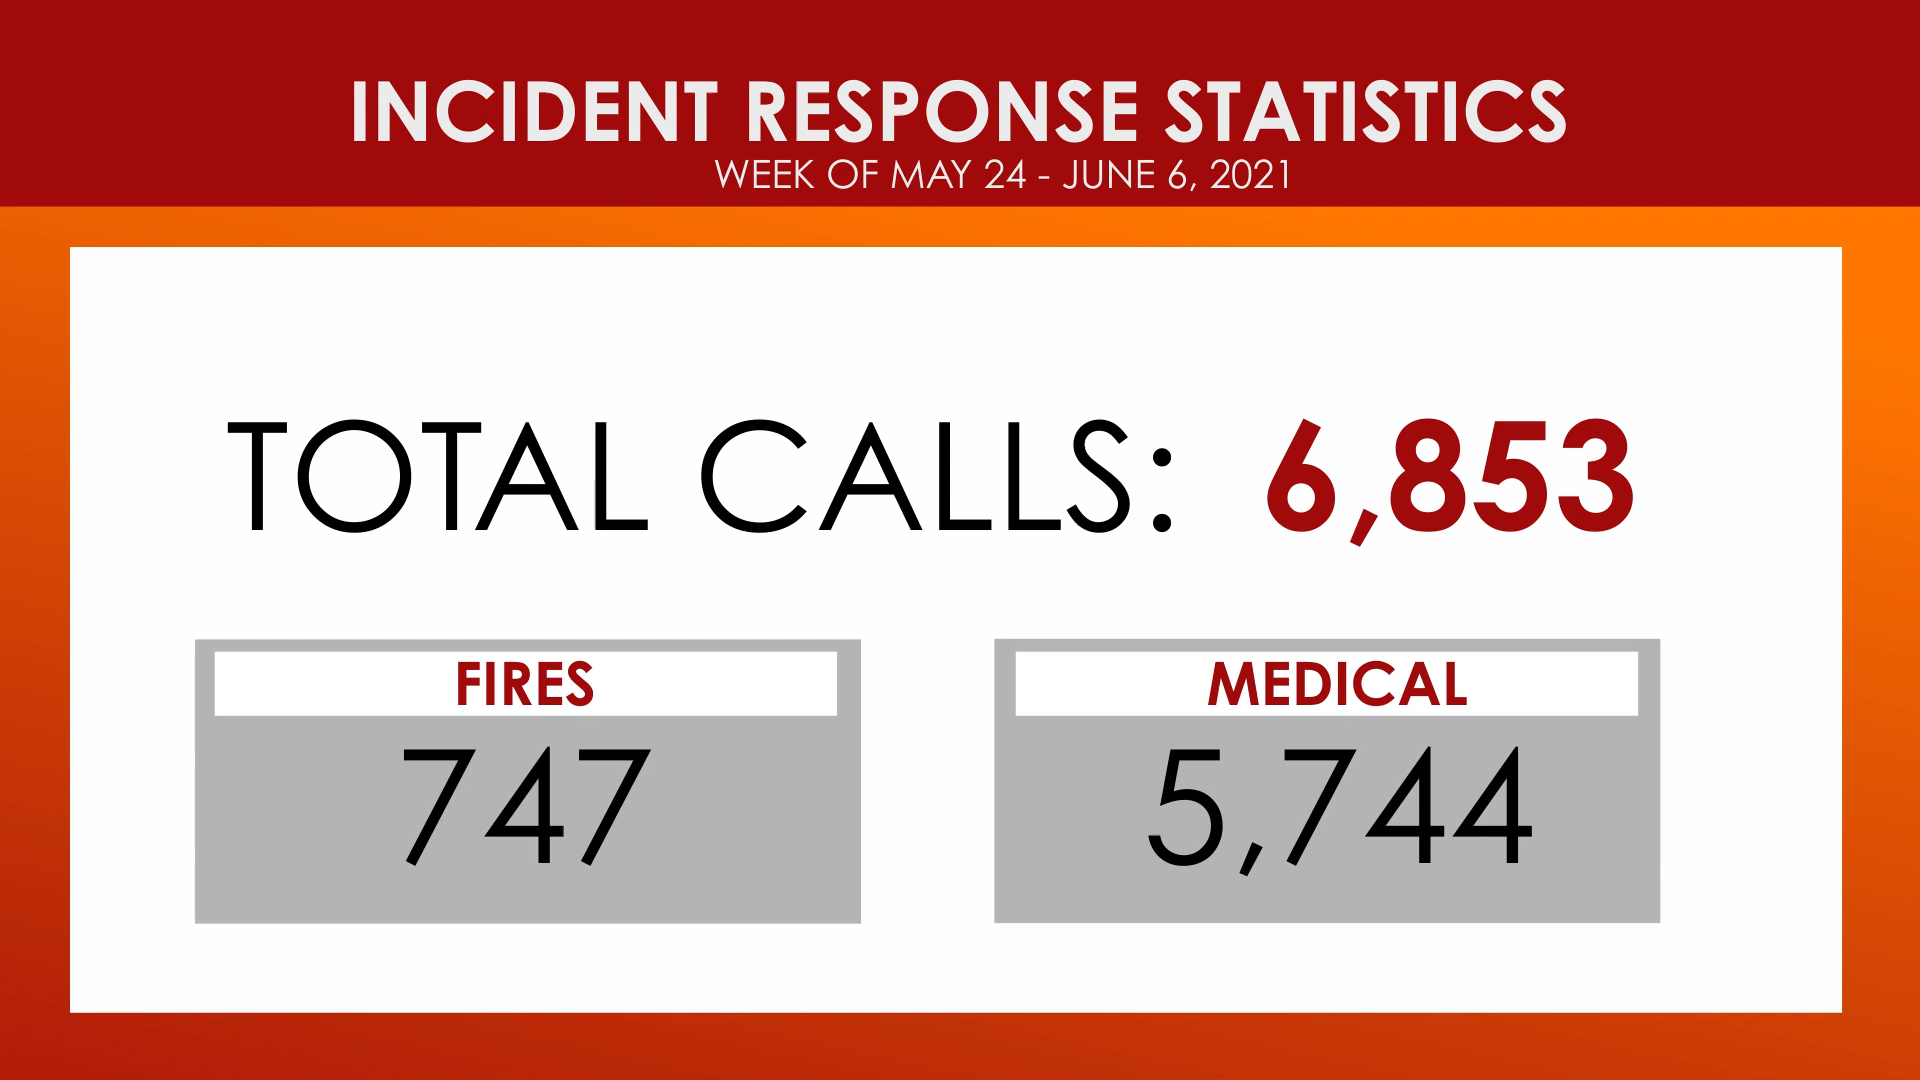 INCIDENT RESPONSE STATISTICS
WEEK OF MAY 24 - JUNE 6, 2021
TOTAL CALLS: 6,853
FIRES
747
MEDICAL
5,744